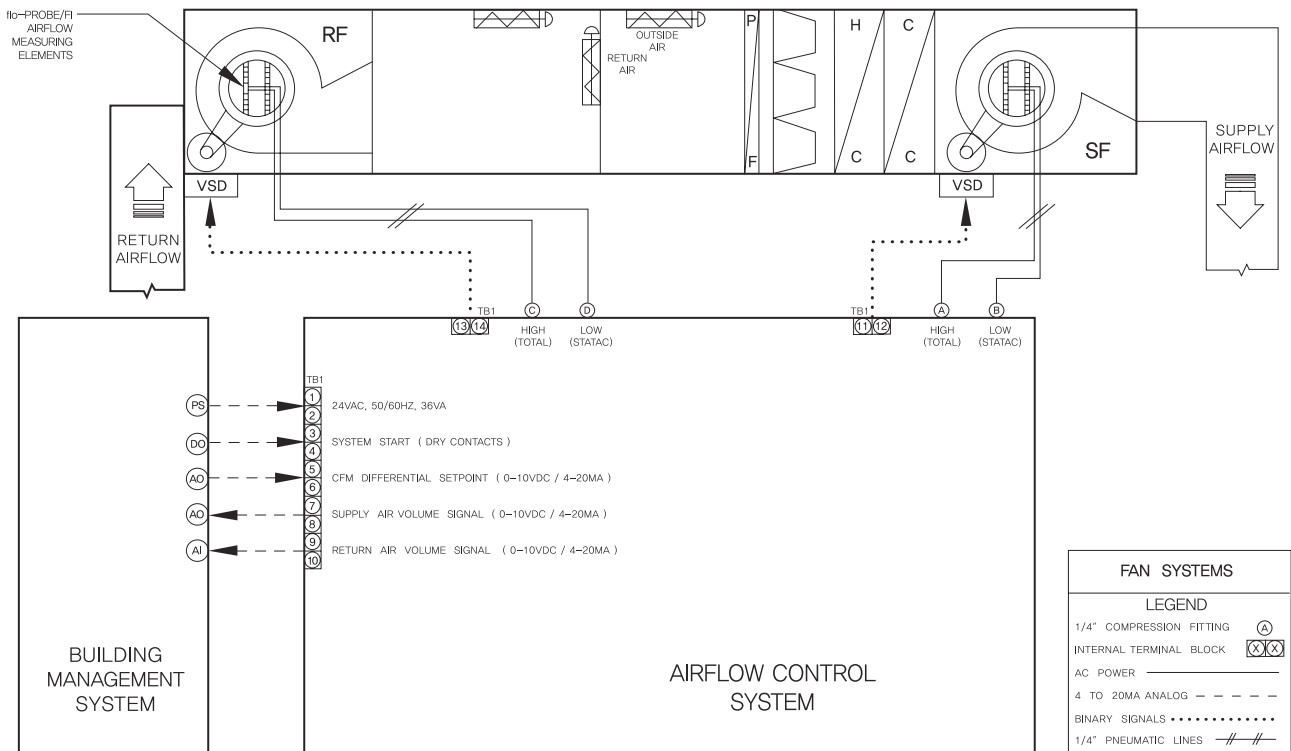 flo-PROBE/FI
AIRFLOW
MEASURING
ELEMENTS
RF
OUTSIDE
AIR
RETURN
AIR
P
F
H
C
C
C
SF
VSD
VSD
RETURN
AIRFLOW
SUPPLY
AIRFLOW
TB1
13 14
C
HIGH
(TOTAL)
D
LOW
(STATAC)
TB1
11 12
A
HIGH
(TOTAL)
B
LOW
(STATAC)
TB1
PS
1
2
24VAC, 50/60HZ, 36VA
DO
3
4
SYSTEM START ( DRY CONTACTS )
AO
5
6
CFM DIFFERENTIAL SETPOINT ( 0-10VDC / 4-20MA )
AO
7
8
SUPPLY AIR VOLUME SIGNAL ( 0-10VDC / 4-20MA )
AI
9
10
RETURN AIR VOLUME SIGNAL ( 0-10VDC / 4-20MA )
BUILDING
MANAGEMENT
SYSTEM
AIRFLOW CONTROL
SYSTEM
FAN SYSTEMS
LEGEND
1/4" COMPRESSION FITTING A
INTERNAL TERMINAL BLOCK X X
AC POWER
4 TO 20MA ANALOG
BINARY SIGNALS
1/4" PNEUMATIC LINES